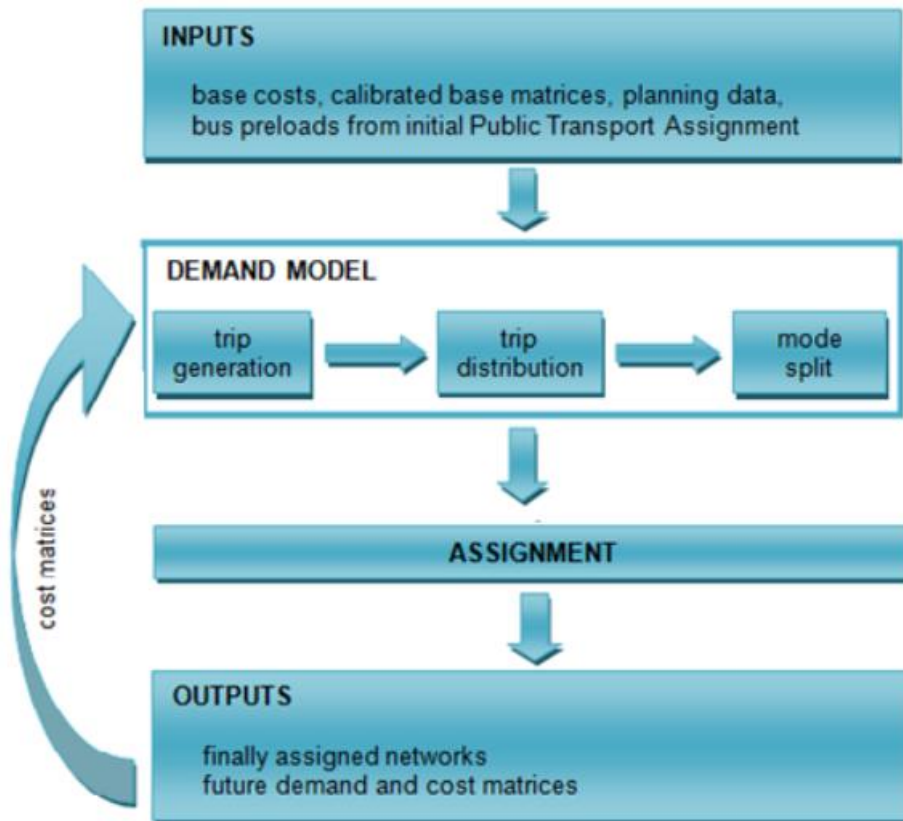 INPUTS
base costs, calibrated base matrices, planning data,
bus preloads from initial Public Transport Assignment
DEMAND MODEL
trip
generation
trip
distribution
mode
split
cost matrices
ASSIGNMENT
OUTPUTS
finally assigned networks
future demand and cost matrices